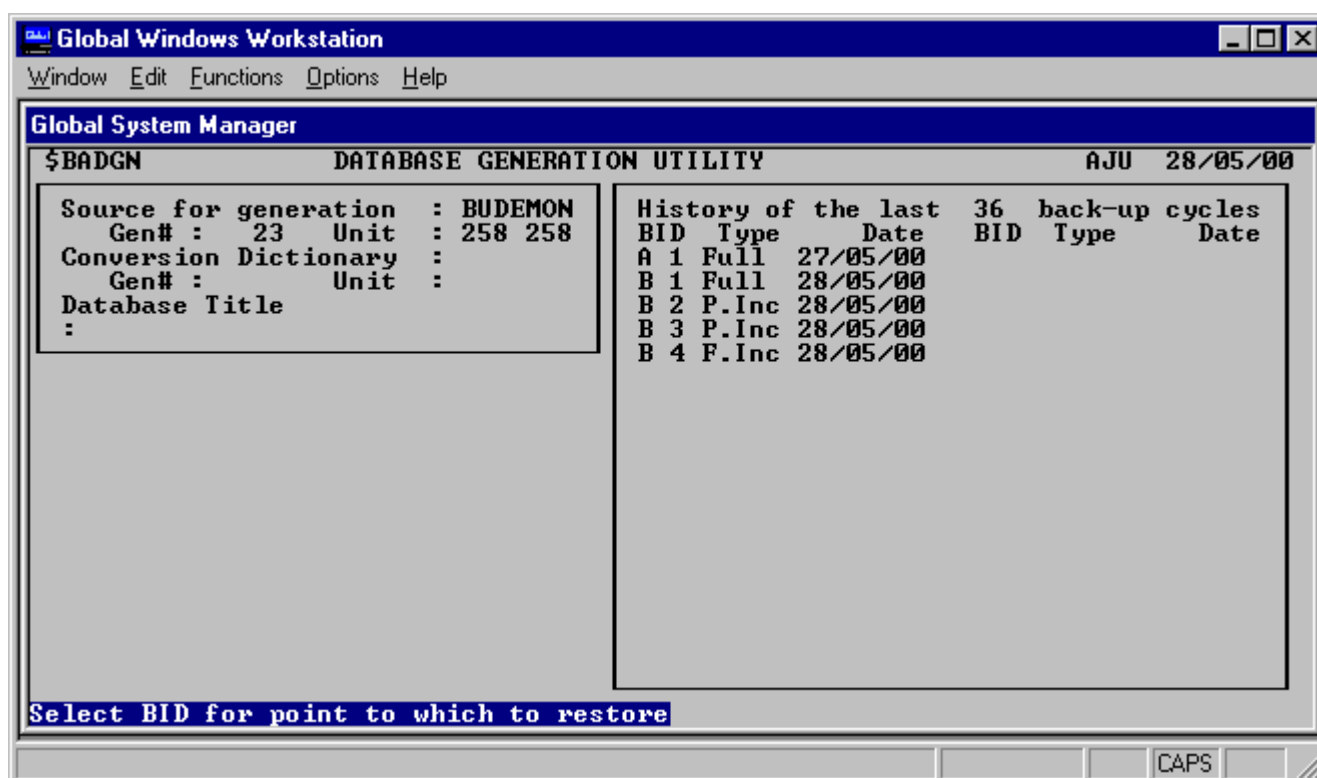 Global Windows Workstation
Window Edit Functions Options Help
Global System Manager
$BADGN DATABASE GENERATION UTILITY AJU 28/05/00
Source for generation : BUDEMON
Gen# : 23 Unit : 258 258
Conversion Dictionary :
Gen# : Unit :
Database Title
:
History of the last 36 back-up cycles
BID Type Date BID Type Date
A 1 Full 27/05/00
B 1 Full 28/05/00
B 2 P.Inc 28/05/00
B 3 P.Inc 28/05/00
B 4 F.Inc 28/05/00
Select BID for point to which to restore
CAPS